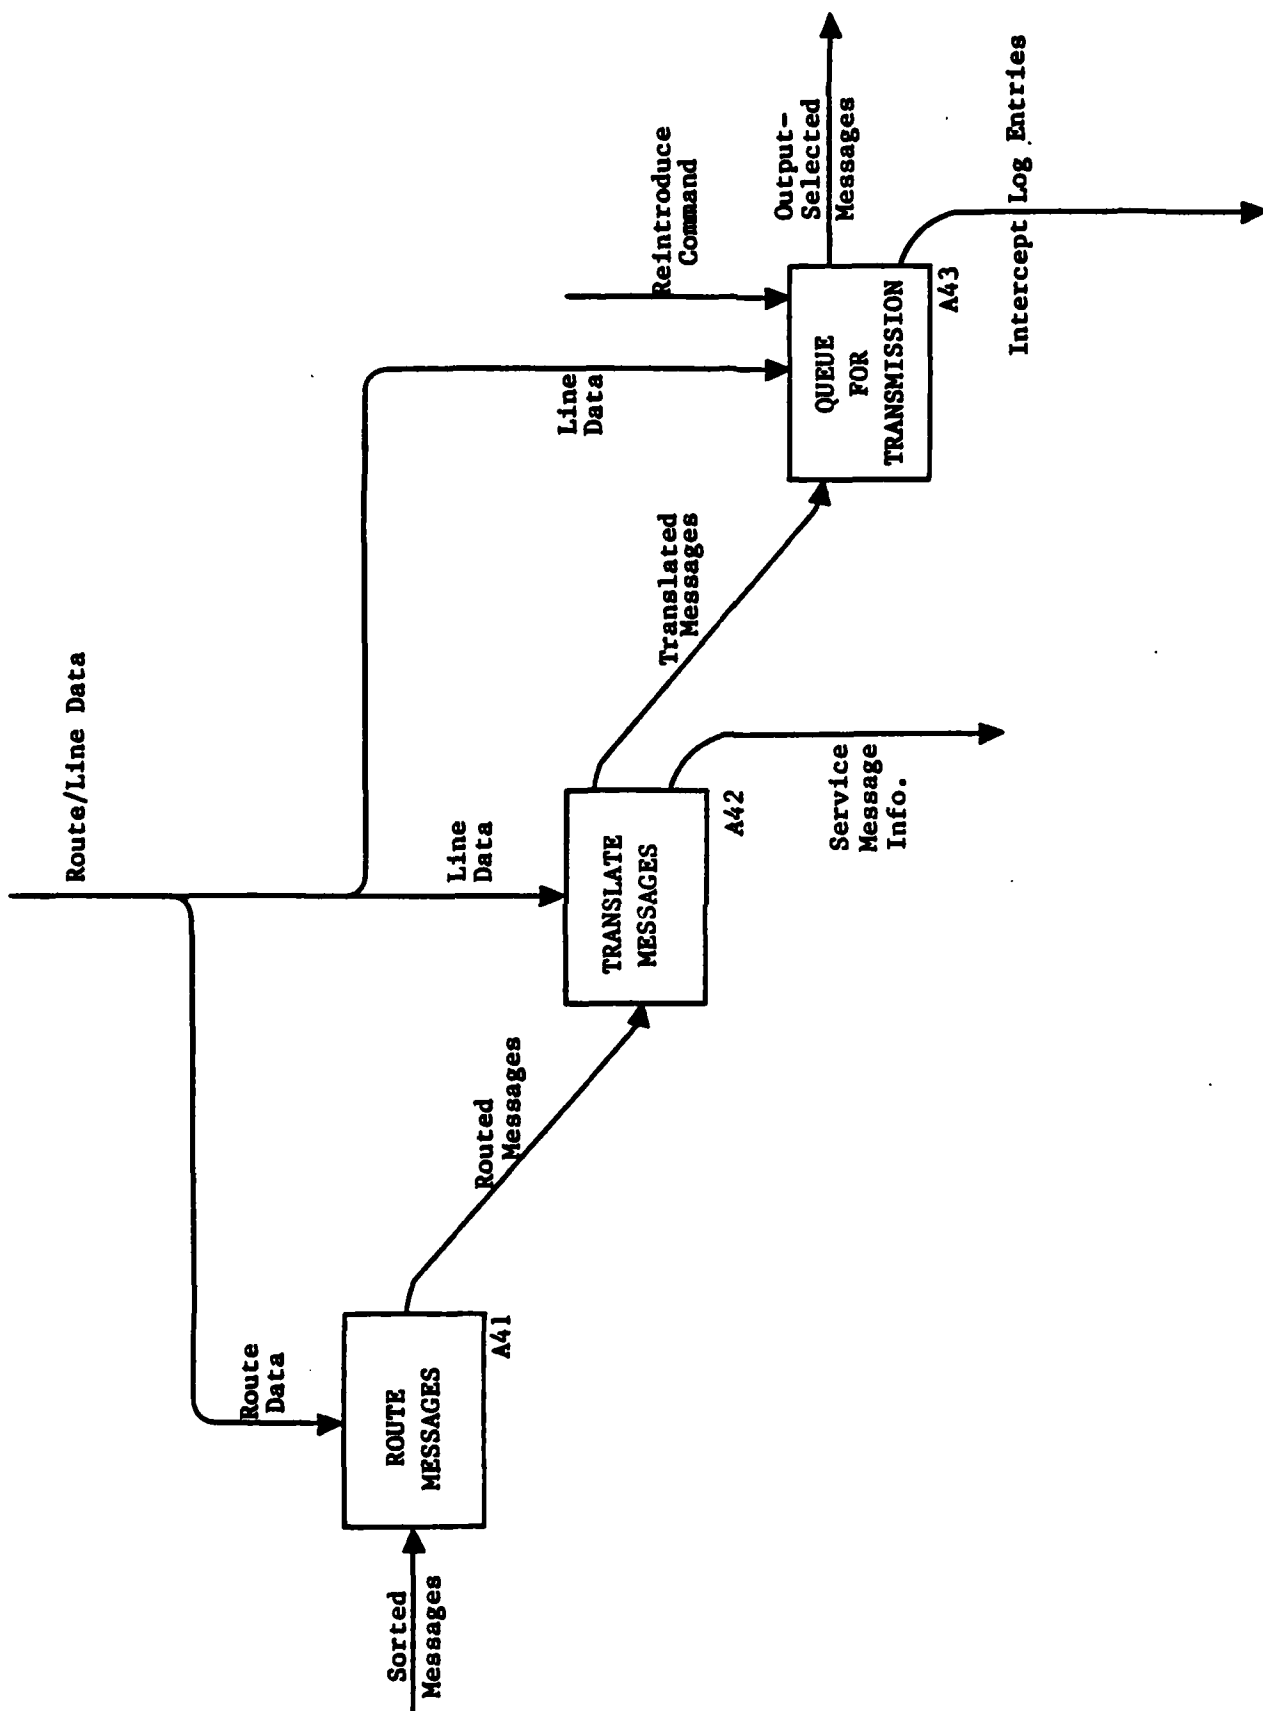 Route/Line Data
Reintroduce
Command
Line
Data
Output-
Selected
Messages
Route
Data
Line
Data
Translated
Messages
QUEUE
FOR
TRANSMISSION
A43
Intercept Log Entries
Routed
Messages
TRANSLATE
MESSAGES
A42
Service
Message
Info.
Sorted
Messages
ROUTE
MESSAGES
A41